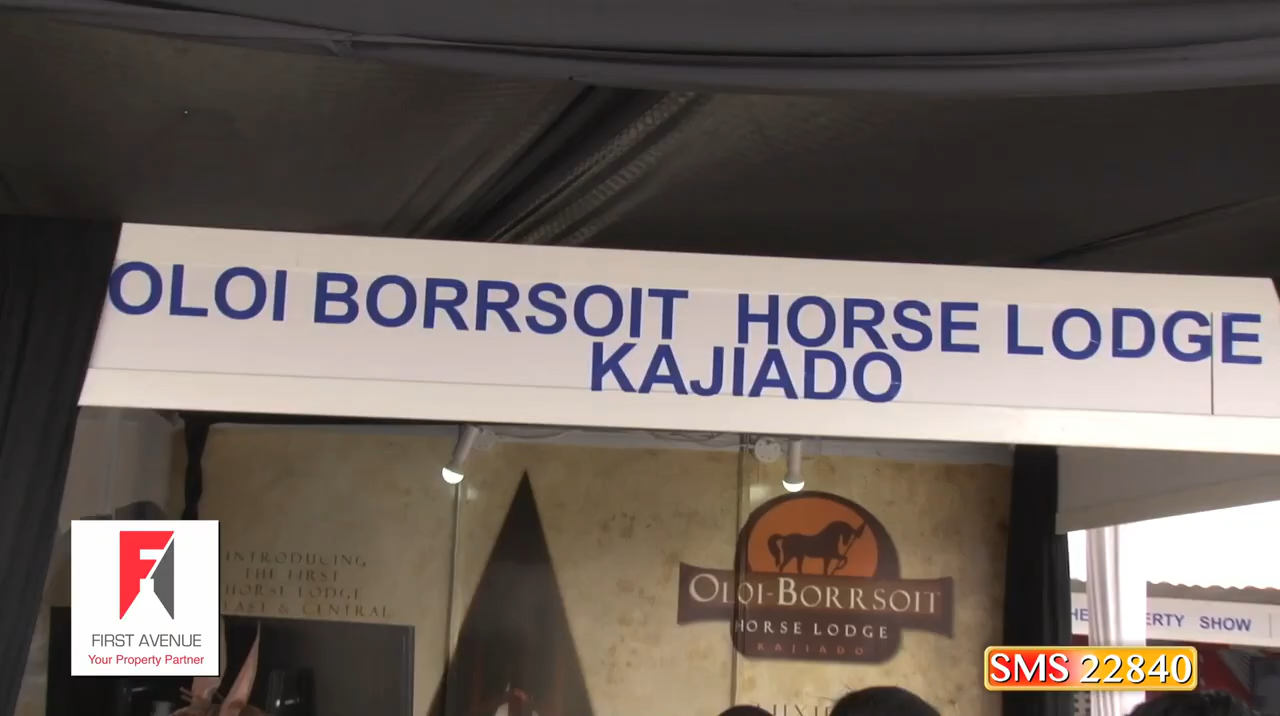 OLOI BORRSOIT HORSE LODGE
KAJIADO
INTRODUCING
THE FIRST
HORSE LODGE
EAST & CENTRAL
OLOI-BORRSOIT
HORSE LODGE
KAJIADO
SHOW
FIRST AVENUE
Your Property Partner
SMS 22840